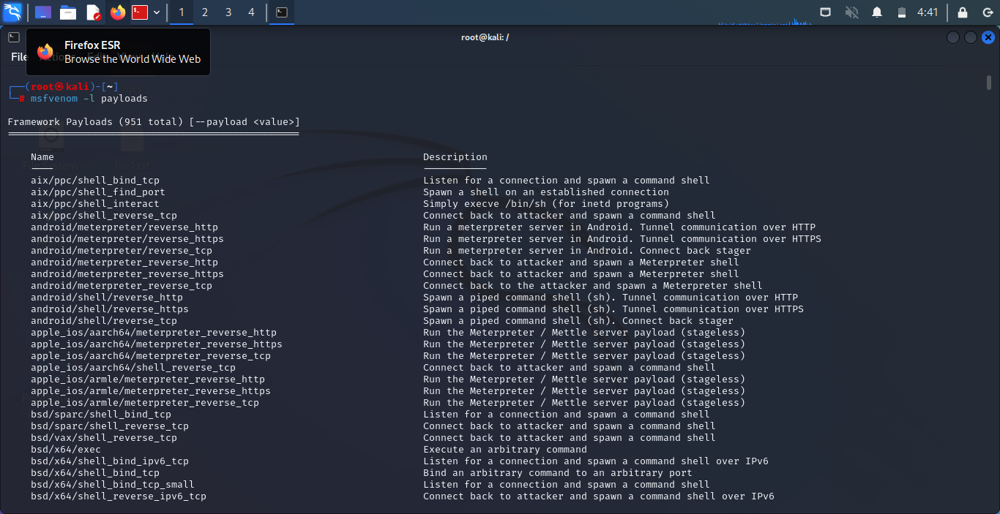 1 2 3 4 4:41
root@kali: /
Firefox ESR
Browse the World Wide Web
File Actions Edit View Help
┌──(root㉿kali)-[~]
└─# msfvenom -l payloads
Framework Payloads (951 total) [--payload <value>]
==================================================
Name Description
---- -----------
aix/ppc/shell_bind_tcp Listen for a connection and spawn a command shell
aix/ppc/shell_find_port Spawn a shell on an established connection
aix/ppc/shell_interact Simply execve /bin/sh (for inetd programs)
aix/ppc/shell_reverse_tcp Connect back to attacker and spawn a command shell
android/meterpreter/reverse_http Run a meterpreter server in Android. Tunnel communication over HTTP
android/meterpreter/reverse_https Run a meterpreter server in Android. Tunnel communication over HTTPS
android/meterpreter/reverse_tcp Run a meterpreter server in Android. Connect back stager
android/meterpreter_reverse_http Connect back to attacker and spawn a Meterpreter shell
android/meterpreter_reverse_https Connect back to attacker and spawn a Meterpreter shell
android/meterpreter_reverse_tcp Connect back to the attacker and spawn a Meterpreter shell
android/shell/reverse_http Spawn a piped command shell (sh). Tunnel communication over HTTP
android/shell/reverse_https Spawn a piped command shell (sh). Tunnel communication over HTTPS
android/shell/reverse_tcp Spawn a piped command shell (sh). Connect back stager
apple_ios/aarch64/meterpreter_reverse_http Run the Meterpreter / Mettle server payload (stageless)
apple_ios/aarch64/meterpreter_reverse_https Run the Meterpreter / Mettle server payload (stageless)
apple_ios/aarch64/meterpreter_reverse_tcp Run the Meterpreter / Mettle server payload (stageless)
apple_ios/aarch64/shell_reverse_tcp Connect back to attacker and spawn a command shell
apple_ios/armle/meterpreter_reverse_http Run the Meterpreter / Mettle server payload (stageless)
apple_ios/armle/meterpreter_reverse_https Run the Meterpreter / Mettle server payload (stageless)
apple_ios/armle/meterpreter_reverse_tcp Run the Meterpreter / Mettle server payload (stageless)
bsd/sparc/shell_bind_tcp Listen for a connection and spawn a command shell
bsd/sparc/shell_reverse_tcp Connect back to attacker and spawn a command shell
bsd/vax/shell_reverse_tcp Connect back to attacker and spawn a command shell
bsd/x64/exec Execute an arbitrary command
bsd/x64/shell_bind_ipv6_tcp Listen for a connection and spawn a command shell over IPv6
bsd/x64/shell_bind_tcp Bind an arbitrary command to an arbitrary port
bsd/x64/shell_bind_tcp_small Listen for a connection and spawn a command shell
bsd/x64/shell_reverse_ipv6_tcp Connect back to attacker and spawn a command shell over IPv6
File System file1.txt